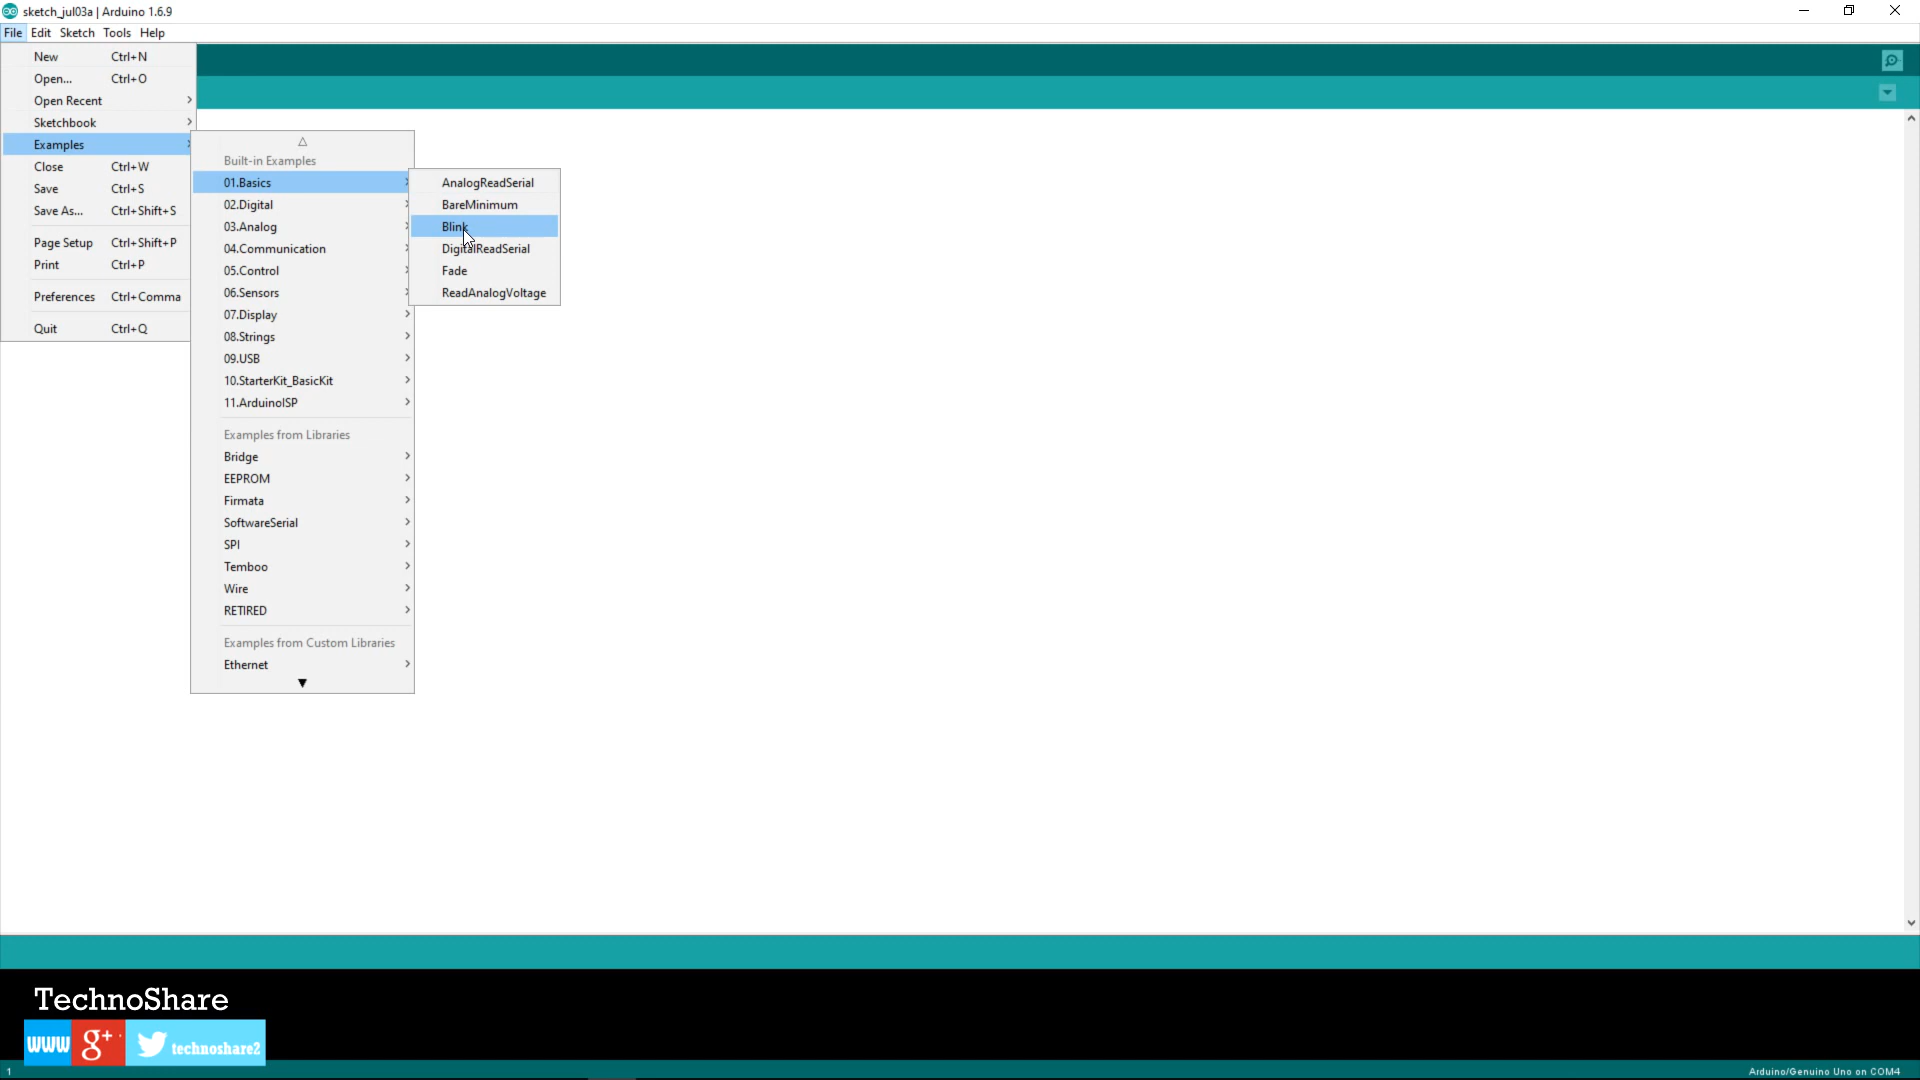 sketch_jul03a | Arduino 1.6.9
File Edit Sketch Tools Help
New Ctrl+N
Open... Ctrl+O
Open Recent
Sketchbook
Examples
Close Ctrl+W
Save Ctrl+S
Save As... Ctrl+Shift+S
Page Setup Ctrl+Shift+P
Print Ctrl+P
Preferences Ctrl+Comma
Quit Ctrl+Q
Built-in Examples
01.Basics
02.Digital
03.Analog
04.Communication
05.Control
06.Sensors
07.Display
08.Strings
09.USB
10.StarterKit_BasicKit
11.ArduinoISP
Examples from Libraries
Bridge
EEPROM
Firmata
SoftwareSerial
SPI
Temboo
Wire
RETIRED
Examples from Custom Libraries
Ethernet
AnalogReadSerial
BareMinimum
Blink
DigitalReadSerial
Fade
ReadAnalogVoltage
TechnoShare
www g+ technoshare2
1 Arduino/Genuino Uno on COM4